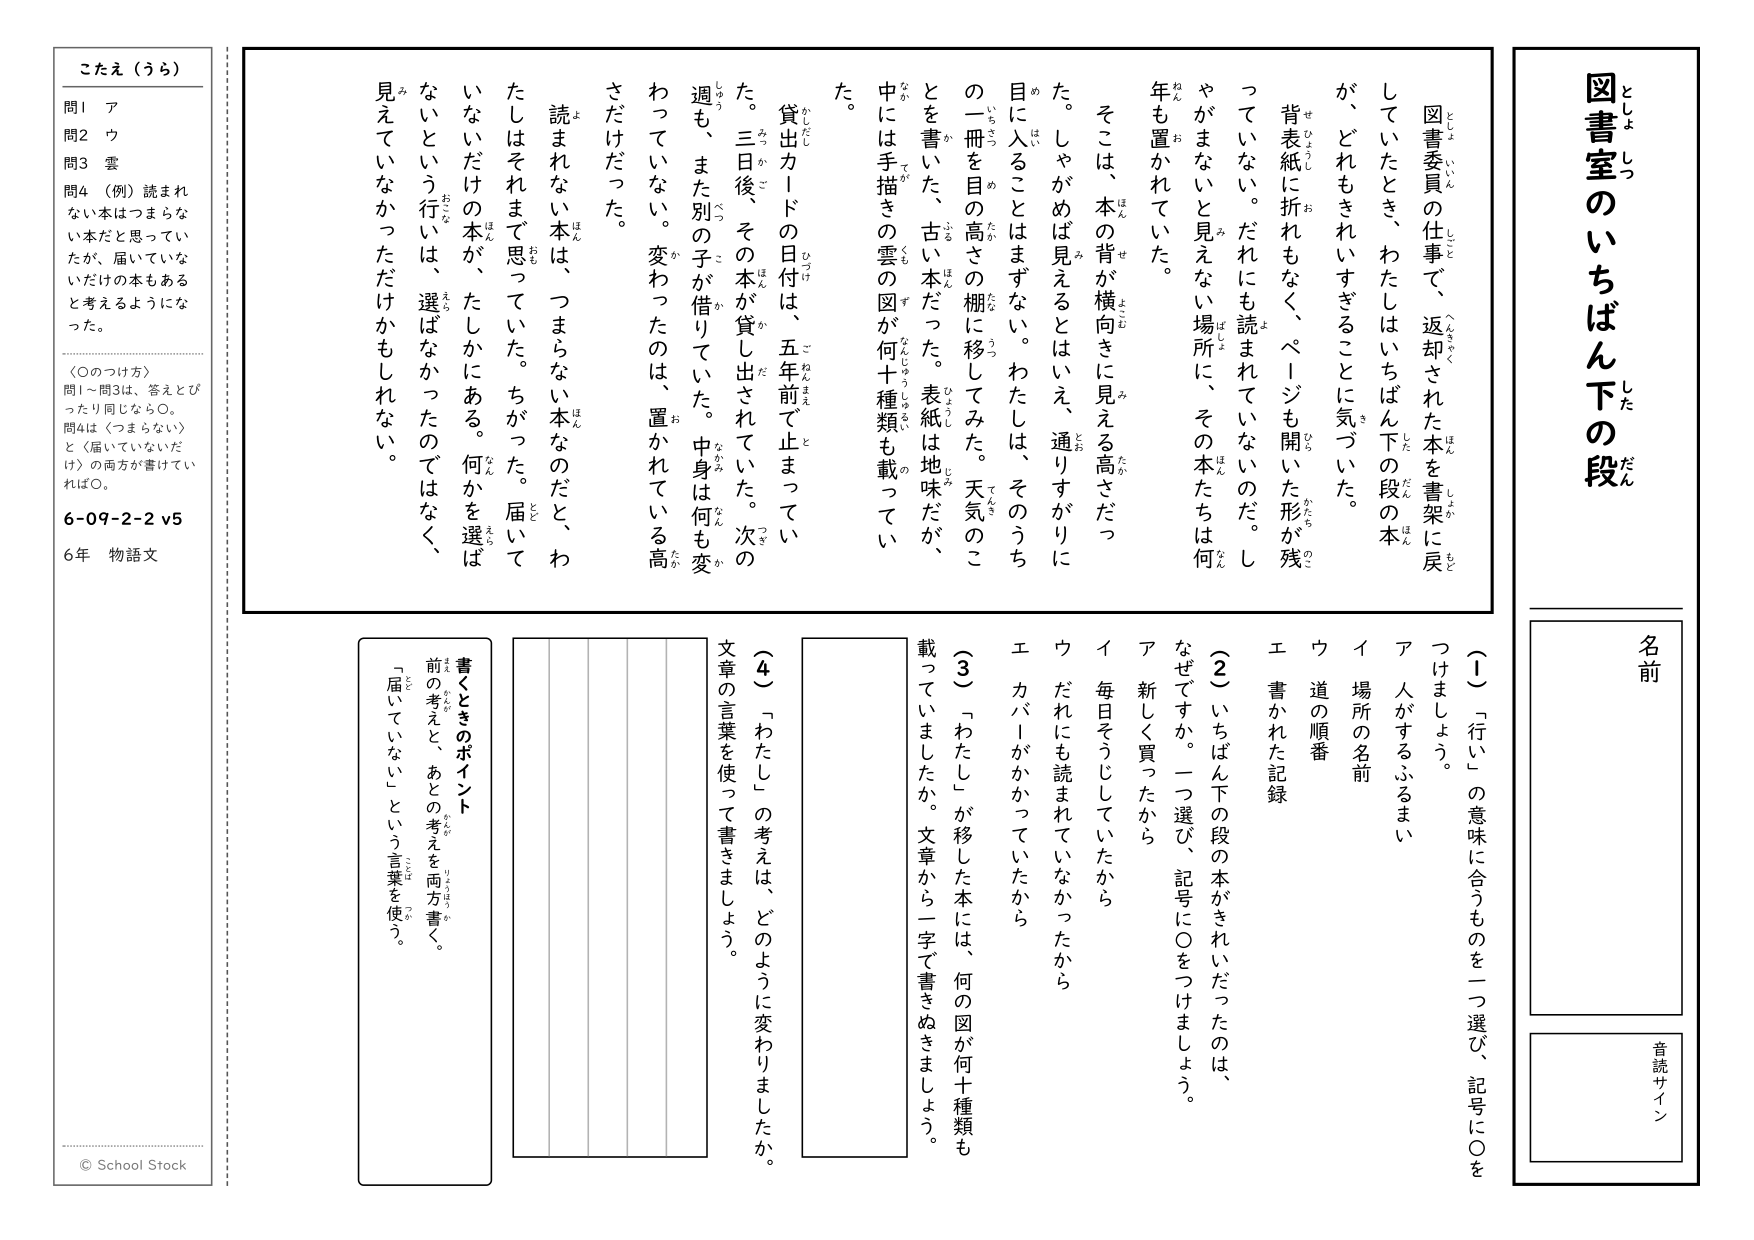 図書室のいちばん下の段
名前
音読サイン
図書委員の仕事で、返却された本を書架に戻
していたとき、わたしはいちばん下の段の本
が、どれもきれいすぎることに気づいた。
背表紙に折れもなく、ページも開いた形が残
っていない。だれにも読まれていないのだ。し
ゃがまないと見えない場所に、その本たちは何
年も置かれていた。
そこは、本の背が横向きに見える高さだっ
た。しゃがめば見えるとはいえ、通りすがりに
目に入ることはまずない。わたしは、そのうち
の一冊を目の高さの棚に移してみた。天気のこ
とを書いた、古い本だった。表紙は地味だが、
中には手描きの雲の図が何十種類も載ってい
た。
貸出カードの日付は、五年前で止まってい
た。三日後、その本が貸し出されていた。次の
週も、また別の子が借りていた。中身は何も変
わっていない。変わったのは、置かれている高
さだけだった。
読まれない本は、つまらない本なのだと、わ
たしはそれまで思っていた。ちがった。届いて
いないだけの本が、たしかにある。何かを選ば
ないという行いは、選ばなかったのではなく、
見えていなかっただけかもしれない。
(1)「行い」の意味に合うものを一つ選び、記号に〇を
つけましょう。
ア 人がするふるまい
イ 場所の名前
ウ 道の順番
エ 書かれた記録
(2)いちばん下の段の本がきれいだったのは、
なぜですか。一つ選び、記号に〇をつけましょう。
ア 新しく買ったから
イ 毎日そうじしていたから
ウ だれにも読まれていなかったから
エ カバーがかかっていたから
(3)「わたし」が移した本には、何の図が何十種類も
載っていましたか。文章から一字で書きぬきましょう。
(4)「わたし」の考えは、どのように変わりましたか。
文章の言葉を使って書きましょう。
書くときのポイント
前の考えと、あとの考えを両方書く。
「届いていない」という言葉を使う。
こたえ(うら)
問1 ア
問2 ウ
問3 雲
問4 (例)読まれ
ない本はつまらな
い本だと思ってい
たが、届いていな
いだけの本もある
と考えるようにな
った。
〈〇のつけ方〉
問1〜問3は、答えとぴ
ったり同じなら〇。
問4は〈つまらない〉
と〈届いていないだ
け〉の両方が書けてい
れば〇。
6-09-2-2 v5
6年 物語文
© School Stock